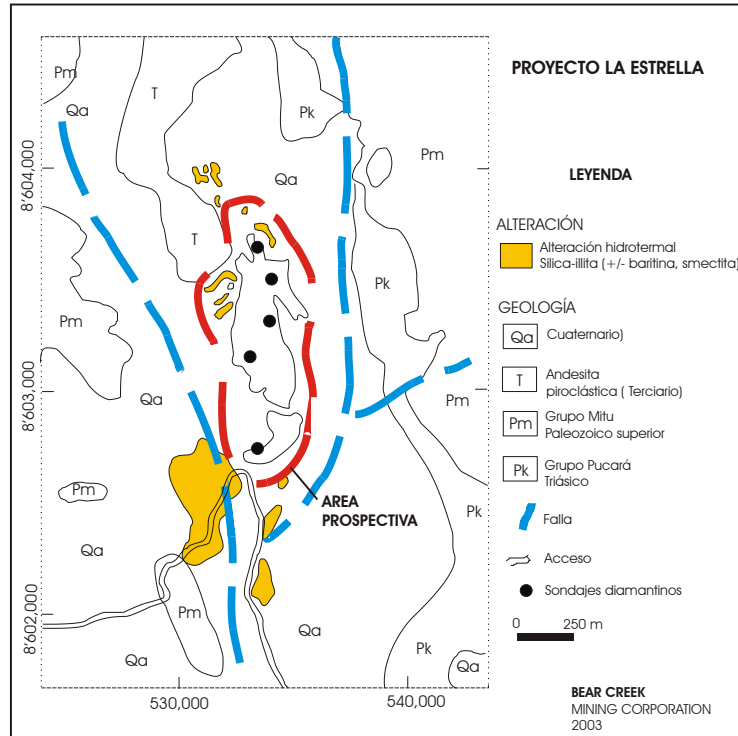 PROYECTO LA ESTRELLA
LEYENDA
ALTERACIÓN
Alteración hidrotermal
Silica-illita (+/- baritina, smectita)
GEOLOGÍA
Qa
Cuaternario)
T
Andesita
piroclástica ( Terciario)
Pm
Grupo Mitu
Paleozoico superior
Pk
Grupo Pucará
Triásico
Falla
Acceso
Sondajes diamantinos
0 250 m
BEAR CREEK
MINING CORPORATION
2003
Pm
Qa
T
Pk
Pm
Qa
T
Pk
Pm
Qa
Pm
Pm
AREA
PROSPECTIVA
Pk
Qa
Pm
Qa
Qa
Pk
Qa
8'604,000
8'603,000
8'602,000
530,000
540,000